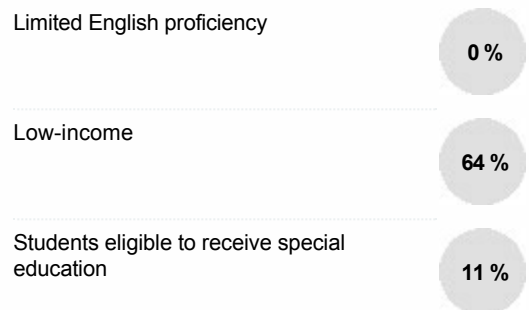 Limited English proficiency
0 %
Low-income
64 %
Students eligible to receive special
education
11 %